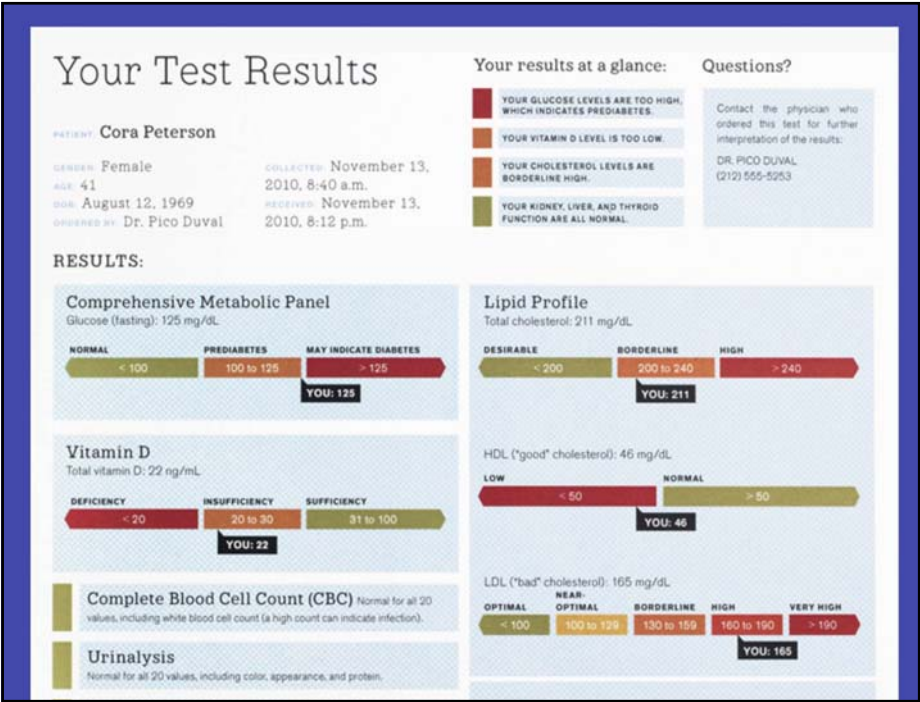 Your Test Results
PATIENT: Cora Peterson
GENDER: Female
AGE: 41
DOB: August 12, 1969
ORDERED BY: Dr. Pico Duval
COLLECTED: November 13,
2010, 8:40 a.m.
RECEIVED: November 13,
2010, 8:12 p.m.
Your results at a glance:
YOUR GLUCOSE LEVELS ARE TOO HIGH,
WHICH INDICATES PREDIABETES.
YOUR VITAMIN D LEVEL IS TOO LOW.
YOUR CHOLESTEROL LEVELS ARE
BORDERLINE HIGH.
YOUR KIDNEY, LIVER, AND THYROID
FUNCTION ARE ALL NORMAL.
Questions?
Contact the physician who
ordered this test for further
interpretation of the results:
DR. PICO DUVAL
(212) 555-5253
RESULTS:
Comprehensive Metabolic Panel
Glucose (fasting): 125 mg/dL
NORMAL PREDIABETES MAY INDICATE DIABETES
< 100 100 to 125 > 125
YOU: 125
Vitamin D
Total vitamin D: 22 ng/mL
DEFICIENCY INSUFFICIENCY SUFFICIENCY
< 20 20 to 30 31 to 100
YOU: 22
Complete Blood Cell Count (CBC) Normal for all 20
values, including white blood cell count (a high count can indicate infection).
Urinalysis
Normal for all 20 values, including color, appearance, and protein.
Lipid Profile
Total cholesterol: 211 mg/dL
DESIRABLE BORDERLINE HIGH
< 200 200 to 240 > 240
YOU: 211
HDL ("good" cholesterol): 46 mg/dL
LOW NORMAL
< 50 > 50
YOU: 46
LDL ("bad" cholesterol): 165 mg/dL
OPTIMAL NEAR-OPTIMAL BORDERLINE HIGH VERY HIGH
< 100 100 to 129 130 to 159 160 to 190 > 190
YOU: 165